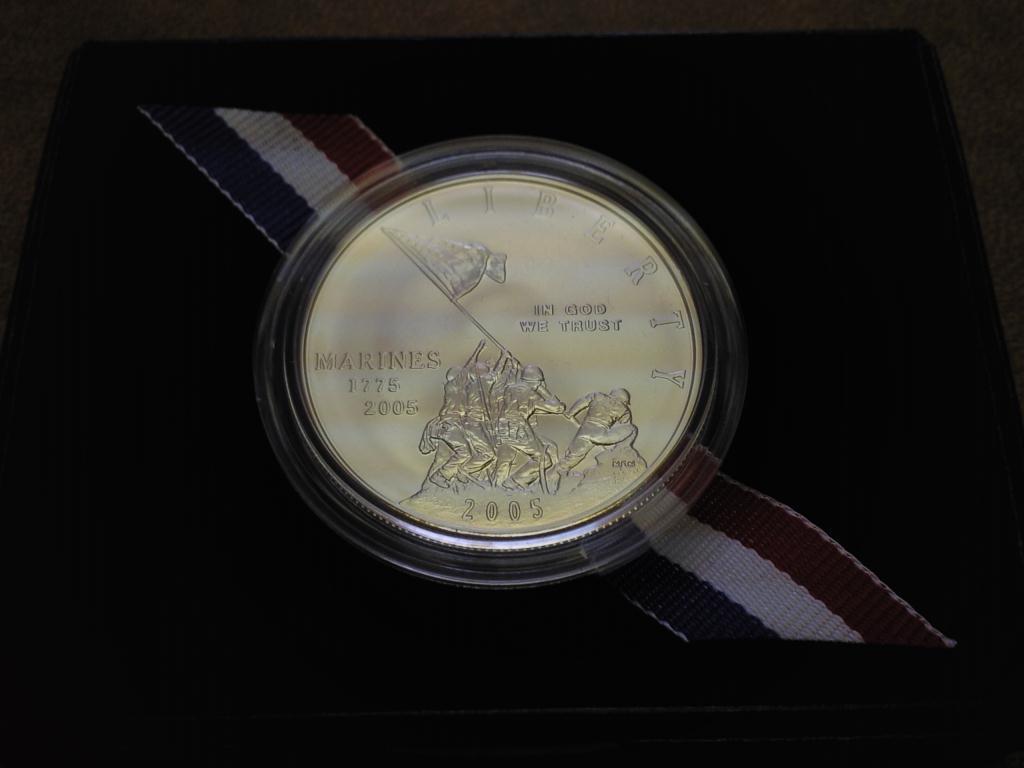 LIBERTY
IN GOD
WE TRUST
MARINES
1775
2005
2005